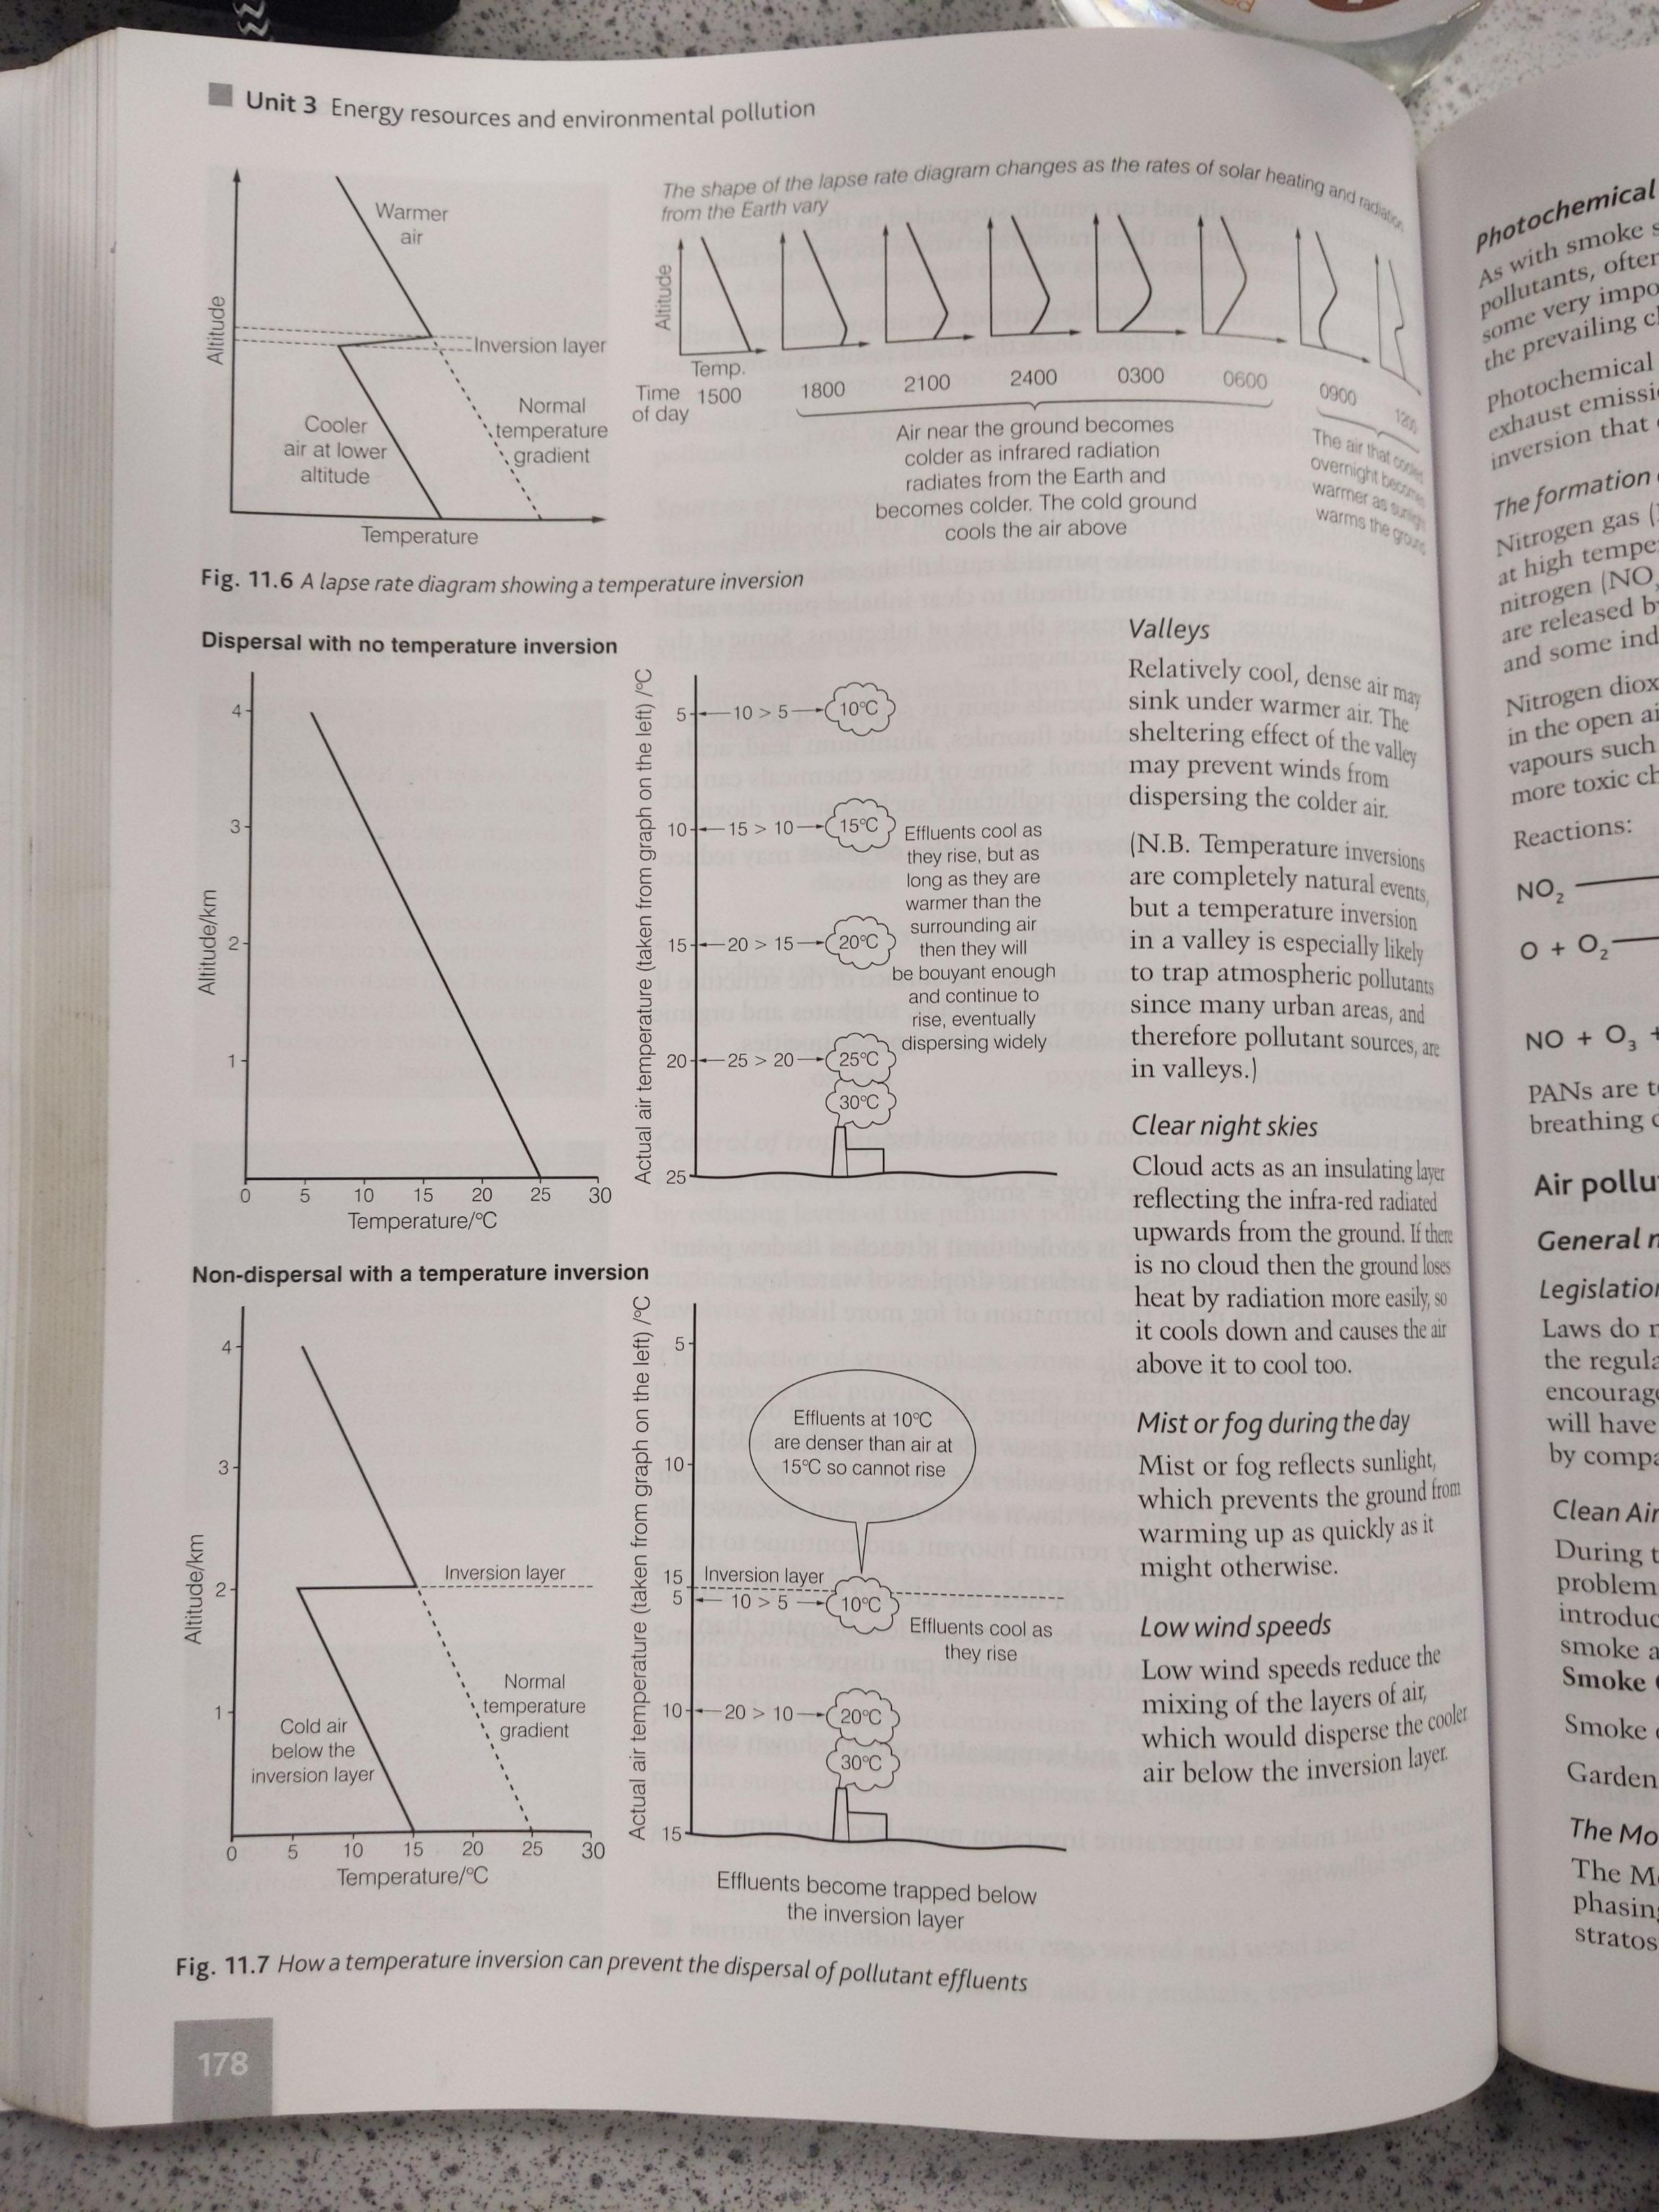 Unit 3 Energy resources and environmental pollution
Altitude
Warmer
air
Inversion layer
Normal
temperature
gradient
Cooler
air at lower
altitude
Temperature
The shape of the lapse rate diagram changes as the rates of solar heating and radiation
from the Earth vary
Altitude
Temp.
Time
of day
1500
1800
2100
2400
0300
0600
0900
1200
Air near the ground becomes
colder as infrared radiation
radiates from the Earth and
becomes colder. The cold ground
cools the air above
The air that cooled
overnight becomes
warmer as sunlight
warms the ground
Fig. 11.6 A lapse rate diagram showing a temperature inversion
Dispersal with no temperature inversion
Altitude/km
4
3
2
1
0
0 5 10 15 20 25 30
Temperature/°C
Actual air temperature (taken from graph on the left) /°C
5 10 > 5 10°C
10 15 > 10 15°C
15 20 > 15 20°C
20 25 > 20 25°C
30°C
25
Effluents cool as
they rise, but as
long as they are
warmer than the
surrounding air
then they will
be bouyant enough
and continue to
rise, eventually
dispersing widely
Non-dispersal with a temperature inversion
Altitude/km
4
3
2
1
Inversion layer
Normal
temperature
gradient
Cold air
below the
inversion layer
0 5 10 15 20 25 30
Temperature/°C
Actual air temperature (taken from graph on the left) /°C
5
10
Effluents at 10°C
are denser than air at
15°C so cannot rise
15 Inversion layer
5 10 > 5 10°C
Effluents cool as
they rise
10 20 > 10 20°C
30°C
15
Effluents become trapped below
the inversion layer
Fig. 11.7 How a temperature inversion can prevent the dispersal of pollutant effluents
Valleys
Relatively cool, dense air may
sink under warmer air. The
sheltering effect of the valley
may prevent winds from
dispersing the colder air.
(N.B. Temperature inversions
are completely natural events,
but a temperature inversion
in a valley is especially likely
to trap atmospheric pollutants
since many urban areas, and
therefore pollutant sources, are
in valleys.)
Clear night skies
Cloud acts as an insulating layer
reflecting the infra-red radiated
upwards from the ground. If there
is no cloud then the ground loses
heat by radiation more easily, so
it cools down and causes the air
above it to cool too.
Mist or fog during the day
Mist or fog reflects sunlight,
which prevents the ground from
warming up as quickly as it
might otherwise.
Low wind speeds
Low wind speeds reduce the
mixing of the layers of air,
which would disperse the cooler
air below the inversion layer.
178
Photochemical
As with smoke
pollutants, often
some very
the prevailing
Photochemical
exhaust
inversion that
The formation
Nitrogen gas
at high
nitrogen
are released
and some
Nitrogen
in the open
vapours such
more toxic
Reactions:
NO₂
O + O₂
NO + O₃ +
PANs are
breathing
Air
General
Laws do
the
encourage
will have
by
Clean Air
During
problem
smoke
Smoke
Smoke
Garden
The
The